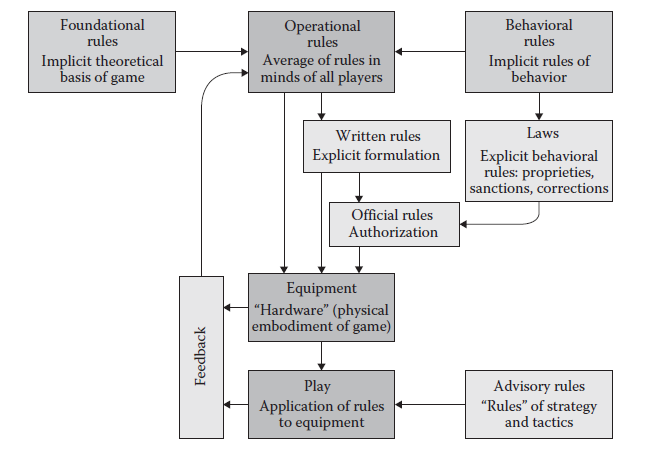 Foundational
rules
Implicit theoretical
basis of game
Operational
rules
Average of rules in
minds of all players
Behavioral
rules
Implicit rules of
behavior
Written rules
Explicit formulation
Laws
Explicit behavioral
rules: proprieties,
sanctions, corrections
Official rules
Authorization
Equipment
“Hardware” (physical
embodiment of game)
Feedback
Play
Application of rules
to equipment
Advisory rules
“Rules” of strategy
and tactics